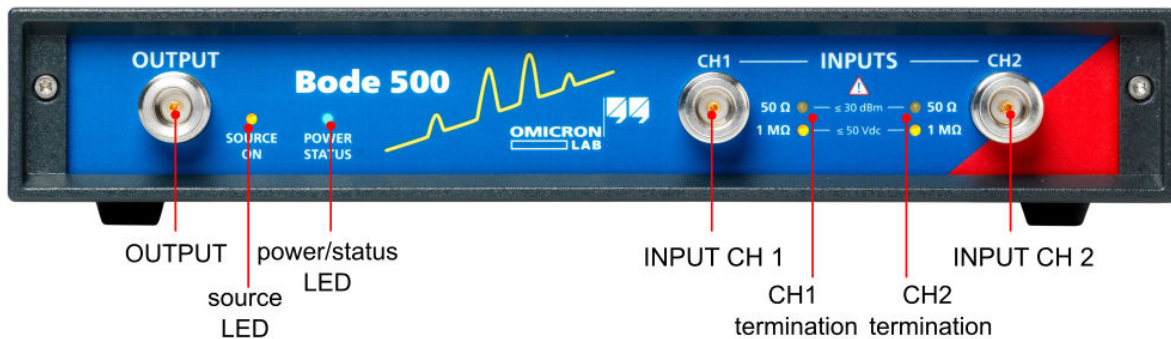 OUTPUT
SOURCE
ON
POWER
STATUS
Bode 500
OMICRON
LAB
CH1
INPUTS
CH2
50 Ω
≤ 30 dBm
50 Ω
1 MΩ
≤ 50 Vdc
1 MΩ
OUTPUT
source
LED
power/status
LED
INPUT CH 1
CH1
termination
CH2
termination
INPUT CH 2